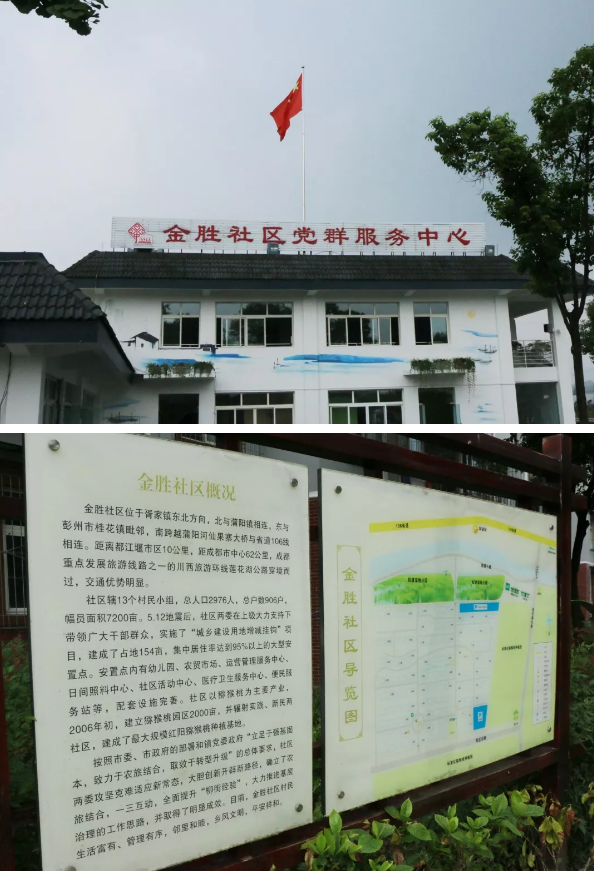 金胜社区党群服务中心
金胜社区概况
金胜社区位于胥家镇东北方向，北与蒲阳镇相连，东与
彭州市桂花镇毗邻，南跨越蒲阳河仙果寨大桥与省道106线
相连。距离都江堰市区10公里，距成都市中心62公里，成都
重点发展旅游线路之一的川西旅游环线莲花湖公路穿境而
过，交通优势明显。
社区辖13个村民小组，总人口2976人，总户数906户，
幅员面积7200亩。5.12地震后，社区两委在上级大力支持下
带领广大干部群众，实施了“城乡建设用地增减挂钩”项
目，建成了占地154亩，集中居住率达到95%以上的大型安
置点。安置点内有幼儿园、农贸市场、运营管理服务中心、
日间照料中心、社区活动中心、医疗卫生服务中心、便民服
务站等，配套设施完备。社区以猕猴桃为主要产业，
2006年初，建立猕猴桃园区2000亩，并辐射实践、新民两
社区，建成了最大规模红阳猕猴桃种植基地。
按照市委、市政府的部署和镇党委政府“立足于强基固
本，致力于农旅结合，取效于转型升级”的总体要求，社区
两委攻坚克难适应新常态，大胆创新开辟新路径，确立了农
旅结合，一三互动，全面提升“柳街经验”，大力推进基层
治理的工作思路，并取得了明显成效。目前，金胜社区村民
生活富有、管理有序，邻里和睦，乡风文明，平安祥和。
金胜社区导览图